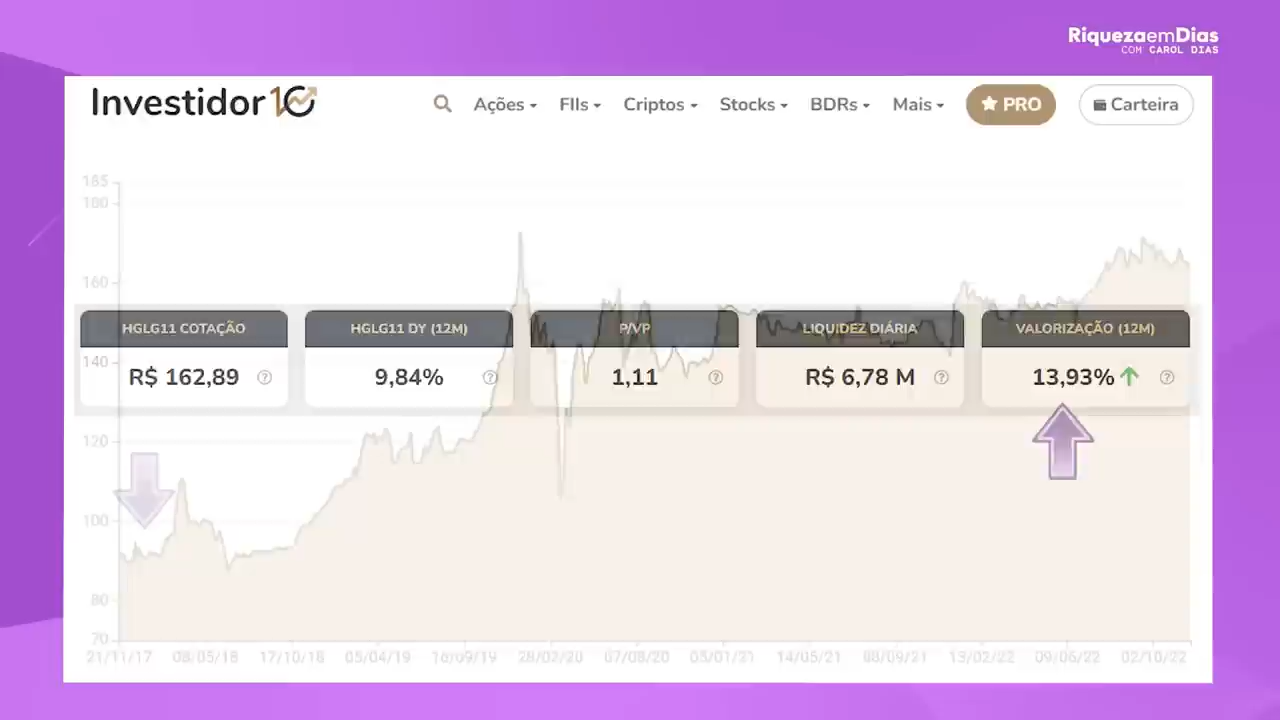 RiquezaemDias
COM CAROL DIAS
Investidor10
Ações FIIs Criptos Stocks BDRs Mais PRO Carteira
185
180
160
HGLG11 COTAÇÃO HGLG11 DY (12M) P/VP LIQUIDEZ DIÁRIA VALORIZAÇÃO (12M)
140
R$ 162,89 9,84% 1,11 R$ 6,78 M 13,93%
120
100
80
70
21/11/17 08/05/18 17/10/18 05/04/19 16/09/19 28/02/20 07/08/20 05/01/21 14/05/21 08/09/21 13/02/22 09/06/22 02/10/22